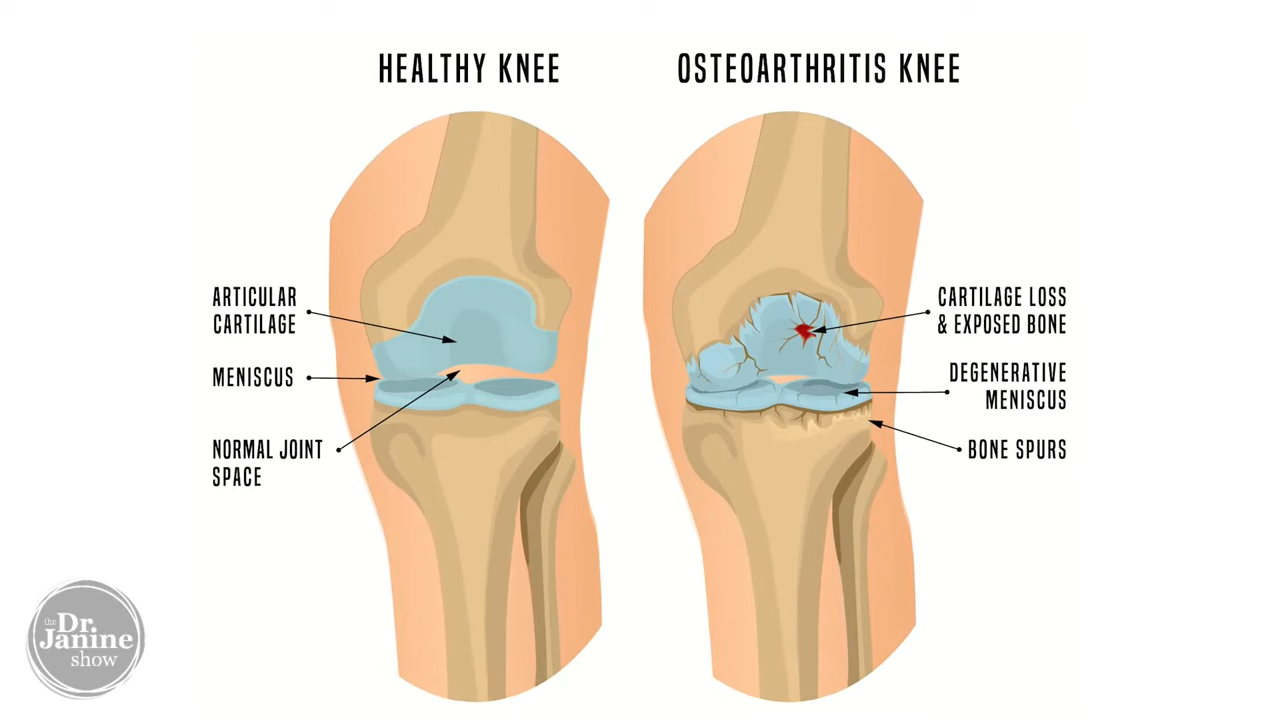 HEALTHY KNEE
OSTEOARTHRITIS KNEE
ARTICULAR
CARTILAGE
MENISCUS
NORMAL JOINT
SPACE
CARTILAGE LOSS
& EXPOSED BONE
DEGENERATIVE
MENISCUS
BONE SPURS
the Dr.
Janine
show